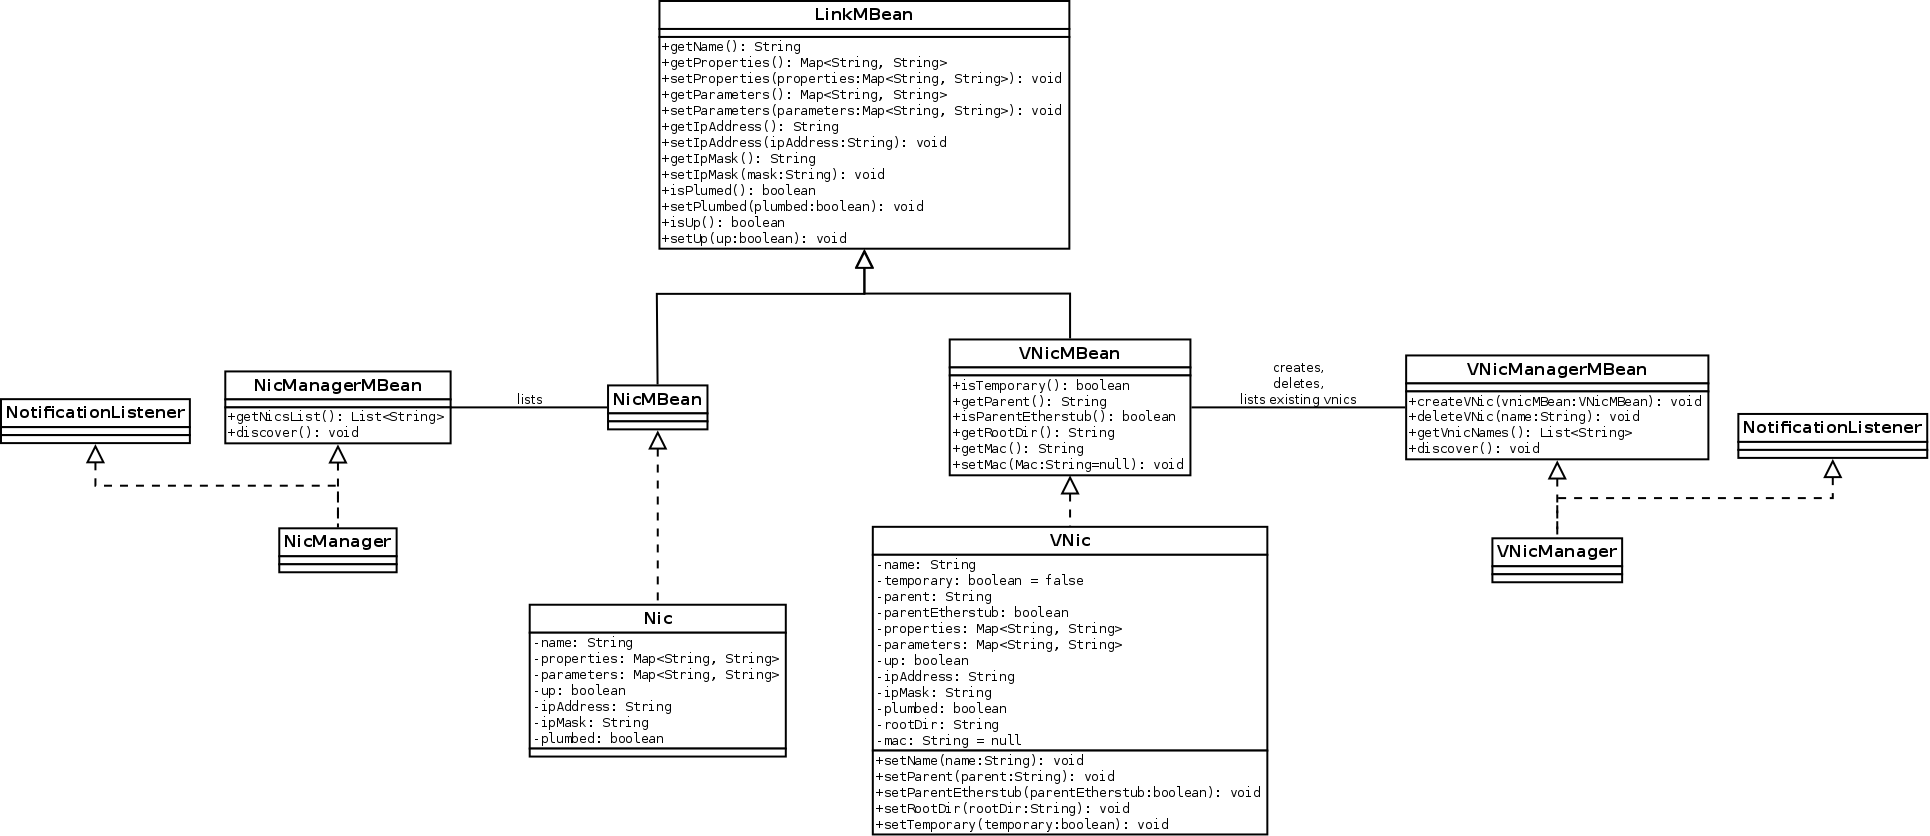 LinkMBean
+getName(): String
+getProperties(): Map<String, String>
+setProperties(properties:Map<String, String>): void
+getParameters(): Map<String, String>
+setParameters(parameters:Map<String, String>): void
+getIpAddress(): String
+setIpAddress(ipAddress:String): void
+getIpMask(): String
+setIpMask(mask:String): void
+isPlumed(): boolean
+setPlumbed(plumbed:boolean): void
+isUp(): boolean
+setUp(up:boolean): void
NotificationListener
NicManagerMBean
+getNicsList(): List<String>
+discover(): void
lists
NicMBean
VNicMBean
+isTemporary(): boolean
+getParent(): String
+isParentEtherstub(): boolean
+getRootDir(): String
+getMac(): String
+setMac(Mac:String=null): void
creates,
deletes,
lists existing vnics
VNicManagerMBean
+createVNic(vnicMBean:VNicMBean): void
+deleteVNic(name:String): void
+getVnicNames(): List<String>
+discover(): void
NotificationListener
NicManager
Nic
-name: String
-properties: Map<String, String>
-parameters: Map<String, String>
-up: boolean
-ipAddress: String
-ipMask: String
-plumbed: boolean
VNic
-name: String
-temporary: boolean = false
-parent: String
-parentEtherstub: boolean
-properties: Map<String, String>
-parameters: Map<String, String>
-up: boolean
-ipAddress: String
-ipMask: String
-plumbed: boolean
-rootDir: String
-mac: String = null
+setName(name:String): void
+setParent(parent:String): void
+setParentEtherstub(parentEtherstub:boolean): void
+setRootDir(rootDir:String): void
+setTemporary(temporary:boolean): void
VNicManager